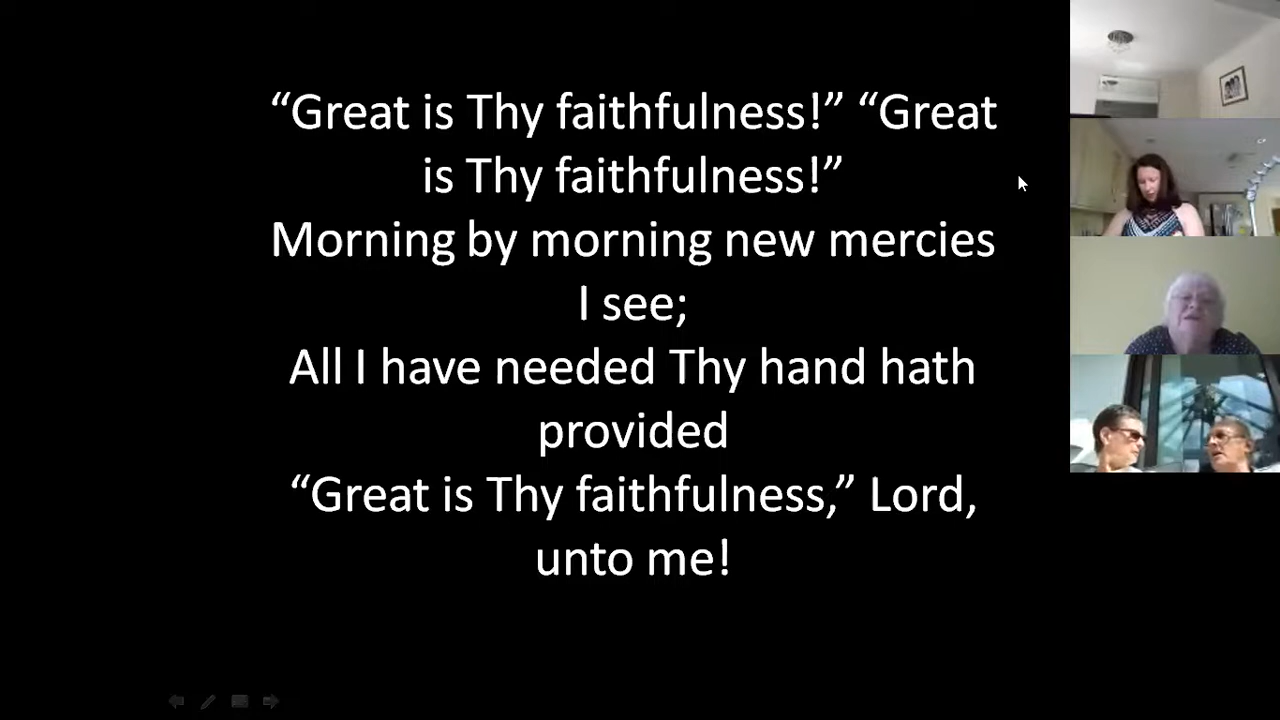 “Great is Thy faithfulness!” “Great
is Thy faithfulness!”
Morning by morning new mercies
I see;
All I have needed Thy hand hath
provided
“Great is Thy faithfulness,” Lord,
unto me!